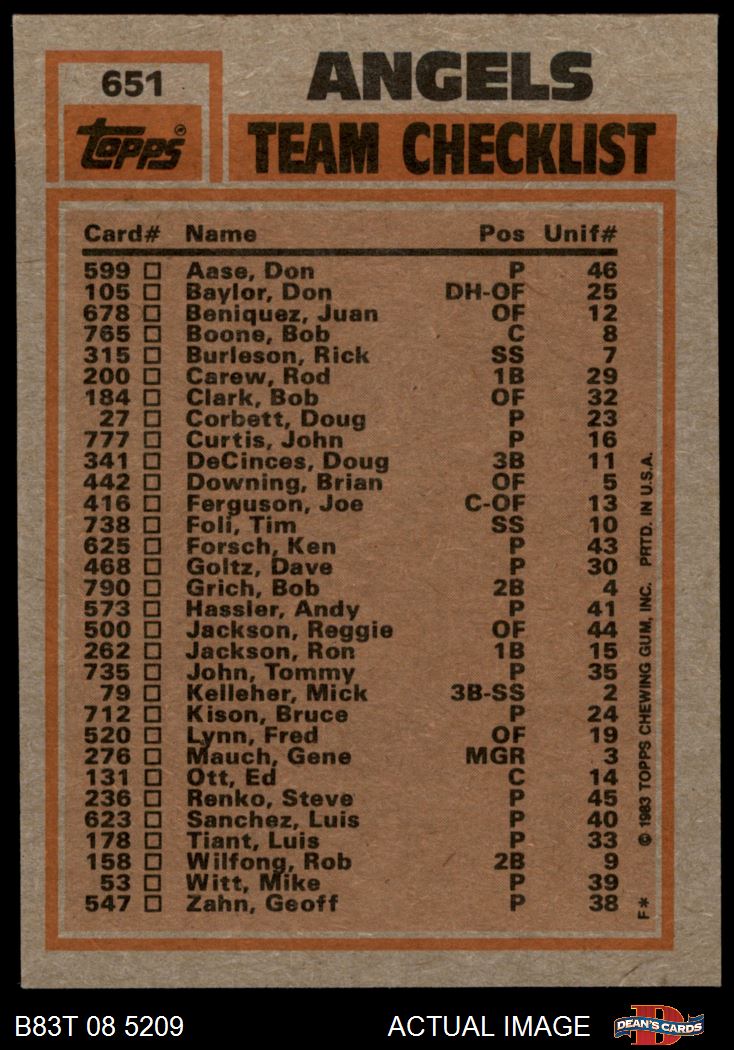 651
Topps®
ANGELS
TEAM CHECKLIST
Card# Name Pos Unif#
599 Aase, Don P 46
105 Baylor, Don DH-OF 25
678 Beniquez, Juan OF 12
765 Boone, Bob C 8
315 Burleson, Rick SS 7
200 Carew, Rod 1B 29
184 Clark, Bob OF 32
27 Corbett, Doug P 23
777 Curtis, John P 16
341 DeCinces, Doug 3B 11
442 Downing, Brian OF 5
416 Ferguson, Joe C-OF 13
738 Foli, Tim SS 10
625 Forsch, Ken P 43
468 Goltz, Dave P 30
790 Grich, Bob 2B 4
573 Hassler, Andy P 41
500 Jackson, Reggie OF 44
262 Jackson, Ron 1B 15
735 John, Tommy P 35
79 Kelleher, Mick 3B-SS 2
712 Kison, Bruce P 24
520 Lynn, Fred OF 19
276 Mauch, Gene MGR 3
131 Ott, Ed C 14
236 Renko, Steve P 45
623 Sanchez, Luis P 40
178 Tiant, Luis P 33
158 Wilfong, Rob 2B 9
53 Witt, Mike P 39
547 Zahn, Geoff P 38
F* © 1983 TOPPS CHEWING GUM, INC. PRTD. IN U.S.A.
B83T 08 5209 ACTUAL IMAGE
D
DEAN'S CARDS